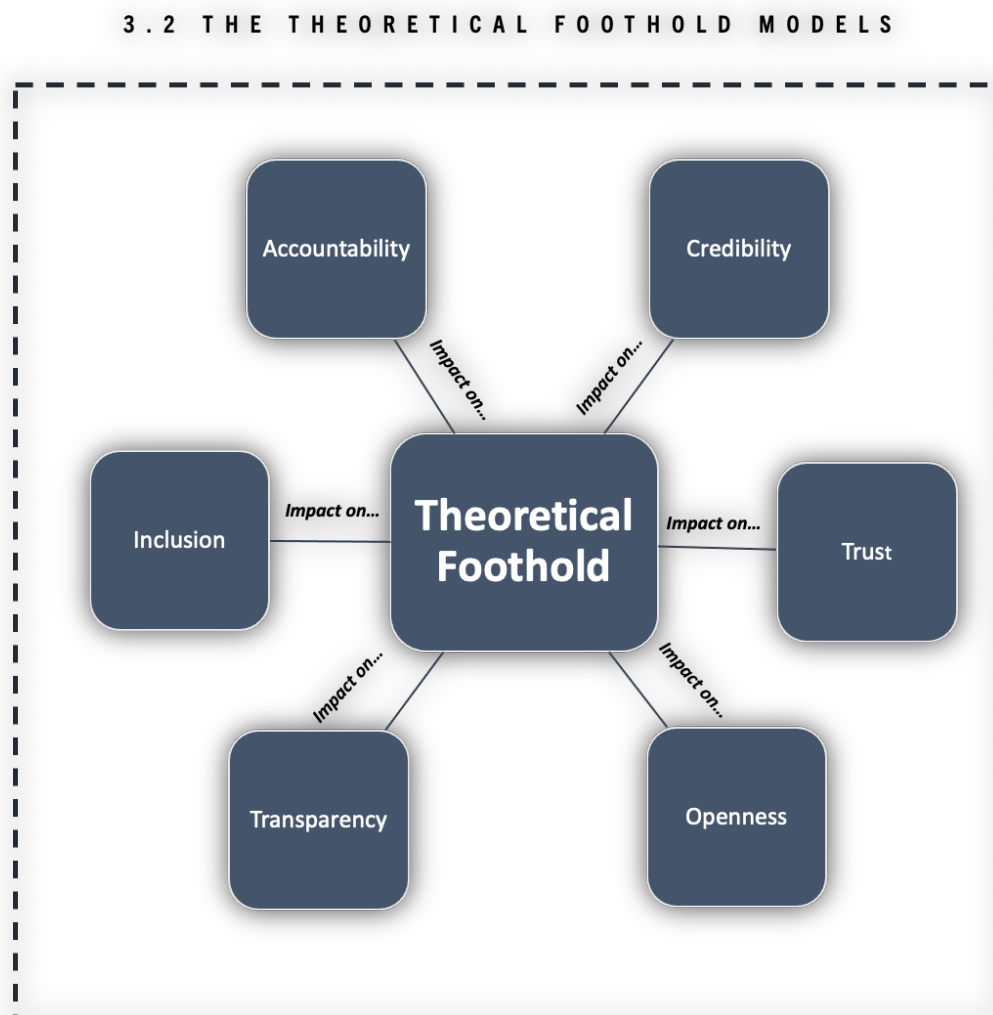 3.2 THE THEORETICAL FOOTHOLD MODELS
Accountability
Credibility
Impact on...
Impact on...
Inclusion
Impact on...
Theoretical
Foothold
Impact on...
Trust
Impact on...
Impact on...
Transparency
Openness